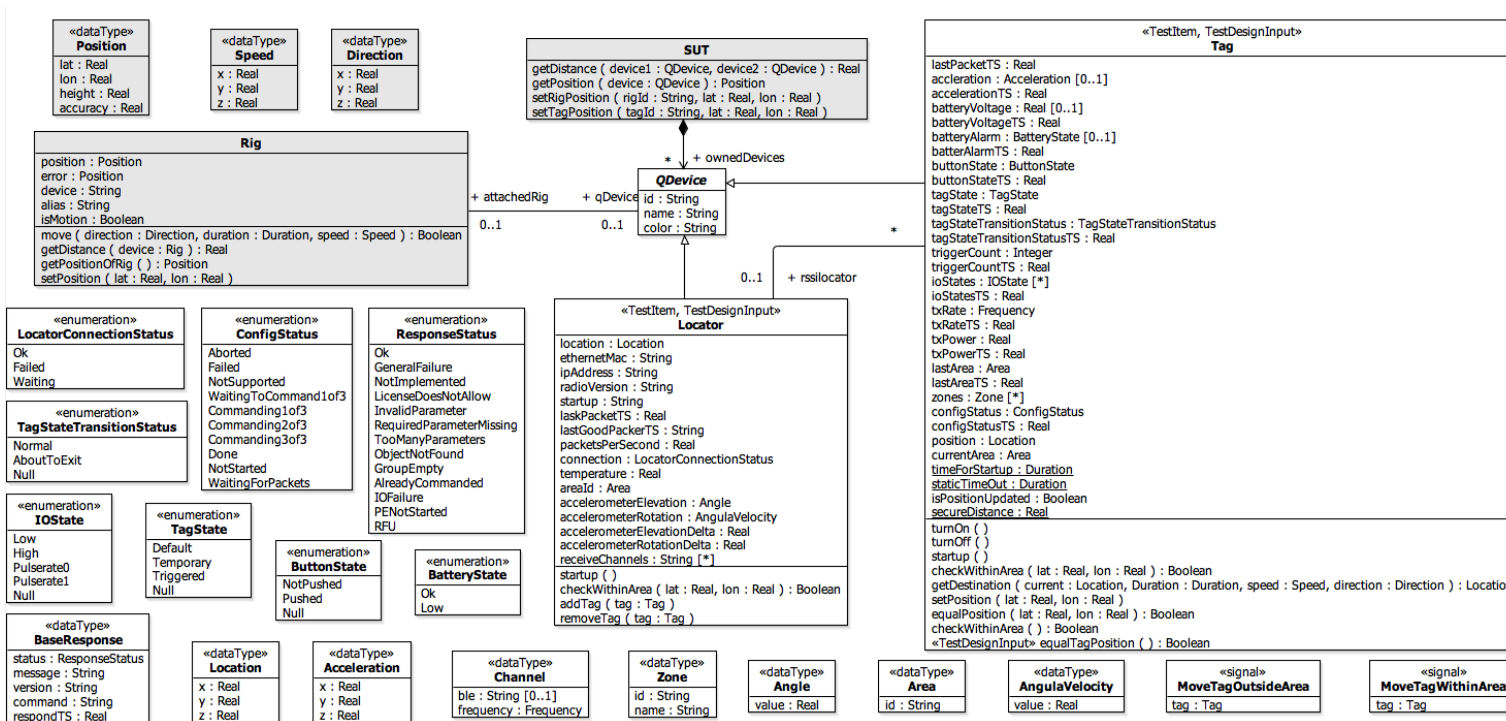 «dataType»
Position
lat : Real
lon : Real
height : Real
accuracy : Real
«dataType»
Speed
x : Real
y : Real
z : Real
«dataType»
Direction
x : Real
y : Real
z : Real
SUT
getDistance ( device1 : QDevice, device2 : QDevice ) : Real
getPosition ( device : QDevice ) : Position
setRigPosition ( rigId : String, lat : Real, lon : Real )
setTagPosition ( tagId : String, lat : Real, lon : Real )
«TestItem, TestDesignInput»
Tag
lastPacketTS : Real
accleration : Acceleration [0..1]
accelerationTS : Real
batteryVoltage : Real [0..1]
batteryVoltageTS : Real
batteryAlarm : BatteryState [0..1]
batterAlarmTS : Real
buttonState : ButtonState
buttonStateTS : Real
tagState : TagState
tagStateTS : Real
tagStateTransitionStatus : TagStateTransitionStatus
tagStateTransitionStatusTS : Real
triggerCount : Integer
triggerCountTS : Real
ioStates : IOState [*]
ioStatesTS : Real
txRate : Frequency
txRateTS : Real
txPower : Real
txPowerTS : Real
lastArea : Area
lastAreaTS : Real
zones : Zone [*]
configStatus : ConfigStatus
configStatusTS : Real
position : Location
currentArea : Area
timeForStartup : Duration
staticTimeOut : Duration
isPositionUpdated : Boolean
secureDistance : Real
turnOn ( )
turnOff ( )
startup ( )
checkWithinArea ( lat : Real, lon : Real ) : Boolean
getDestination ( current : Location, Duration : Duration, speed : Speed, direction : Direction ) : Locatio
setPosition ( lat : Real, lon : Real )
equalPosition ( lat : Real, lon : Real ) : Boolean
checkWithinArea ( ) : Boolean
«TestDesignInput» equalTagPosition ( ) : Boolean
Rig
position : Position
error : Position
device : String
alias : String
isMotion : Boolean
move ( direction : Direction, duration : Duration, speed : Speed ) : Boolean
getDistance ( device : Rig ) : Real
getPositionOfRig ( ) : Position
setPosition ( lat : Real, lon : Real )
+ attachedRig
0..1
+ qDevice
0..1
* + ownedDevices
QDevice
id : String
name : String
color : String
*
0..1 + rssilocator
«TestItem, TestDesignInput»
Locator
location : Location
ethernetMac : String
ipAddress : String
radioVersion : String
startup : String
laskPacketTS : Real
lastGoodPackerTS : String
packetsPerSecond : Real
connection : LocatorConnectionStatus
temperature : Real
areaId : Area
accelerometerElevation : Angle
accelerometerRotation : AngulaVelocity
accelerometerElevationDelta : Real
accelerometerRotationDelta : Real
receiveChannels : String [*]
startup ( )
checkWithinArea ( lat : Real, lon : Real ) : Boolean
addTag ( tag : Tag )
removeTag ( tag : Tag )
«enumeration»
LocatorConnectionStatus
Ok
Failed
Waiting
«enumeration»
ConfigStatus
Aborted
Failed
NotSupported
WaitingToCommand1of3
Commanding1of3
Commanding2of3
Commanding3of3
Done
NotStarted
WaitingForPackets
«enumeration»
ResponseStatus
Ok
GeneralFailure
NotImplemented
LicenseDoesNotAllow
InvalidParameter
RequiredParameterMissing
TooManyParameters
ObjectNotFound
GroupEmpty
AlreadyCommanded
IOFailure
PENotStarted
RFU
«enumeration»
TagStateTransitionStatus
Normal
AboutToExit
Null
«enumeration»
IOState
Low
High
Pulserate0
Pulserate1
Null
«enumeration»
TagState
Default
Temporary
Triggered
Null
«enumeration»
ButtonState
NotPushed
Pushed
Null
«enumeration»
BatteryState
Ok
Low
«dataType»
BaseResponse
status : ResponseStatus
message : String
version : String
command : String
respondTS : Real
«dataType»
Location
x : Real
y : Real
z : Real
«dataType»
Acceleration
x : Real
y : Real
z : Real
«dataType»
Channel
ble : String [0..1]
frequency : Frequency
«dataType»
Zone
id : String
name : String
«dataType»
Angle
value : Real
«dataType»
Area
id : String
«dataType»
AngulaVelocity
value : Real
«signal»
MoveTagOutsideArea
tag : Tag
«signal»
MoveTagWithinArea
tag : Tag